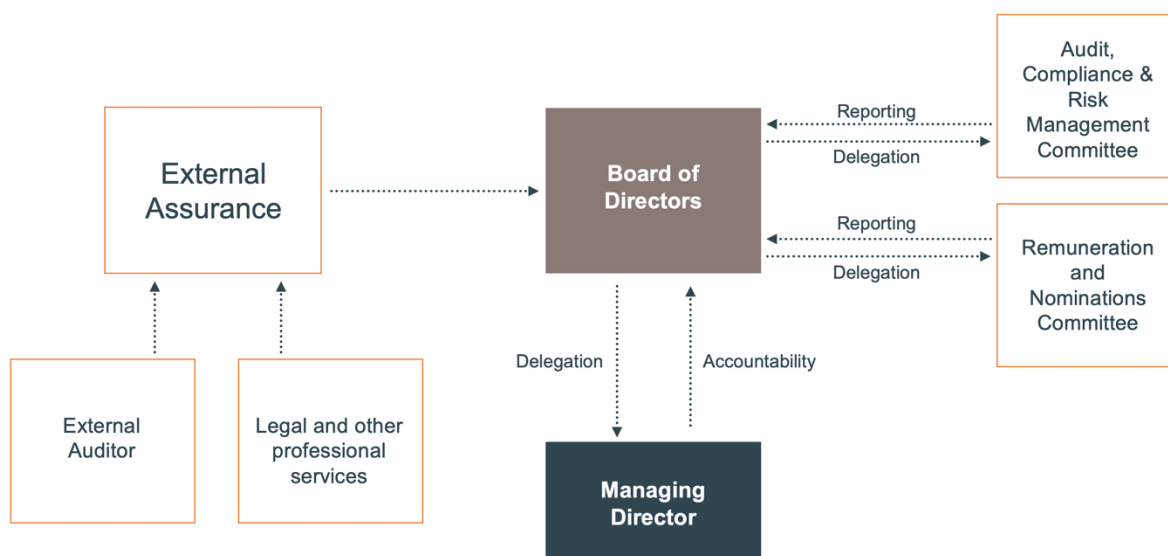 External
Assurance
External
Auditor
Legal and other
professional
services
Board of
Directors
Reporting
Delegation
Audit,
Compliance &
Risk
Management
Committee
Reporting
Delegation
Remuneration
and
Nominations
Committee
Delegation
Accountability
Managing
Director